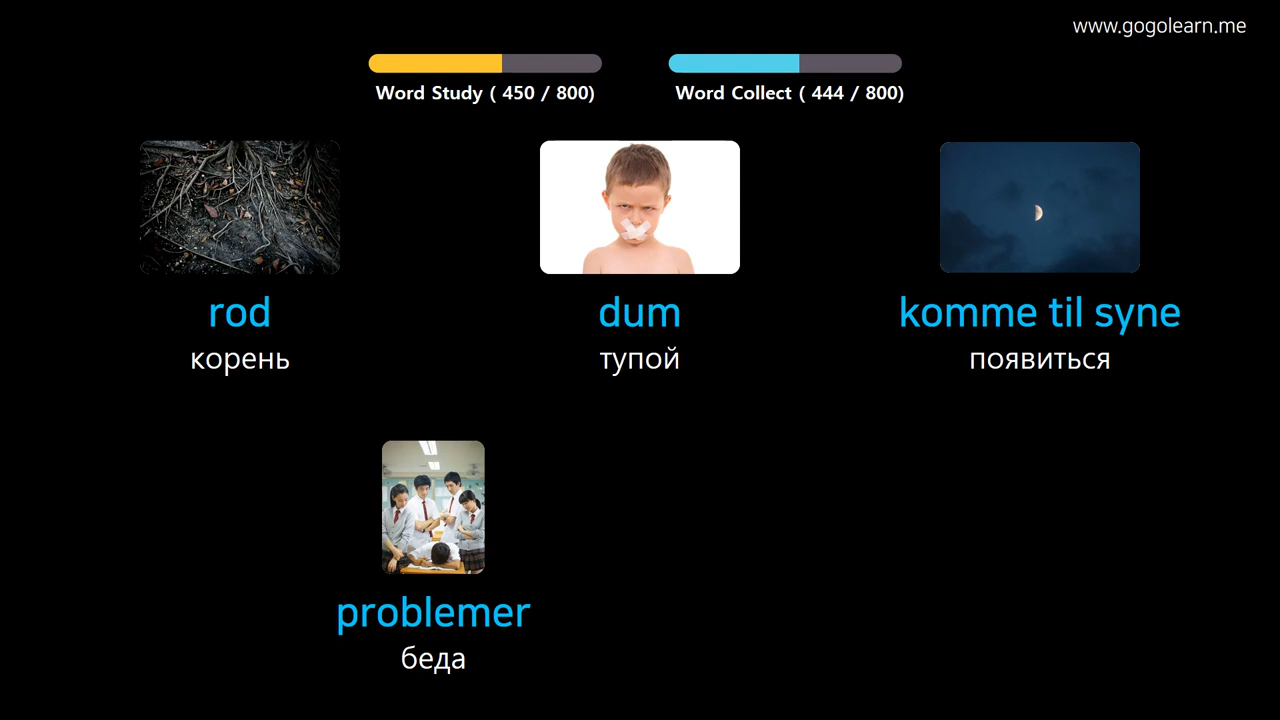 www.gogolearn.me
Word Study ( 450 / 800)
Word Collect ( 444 / 800)
rod
корень
dum
тупой
komme til syne
появиться
problemer
беда